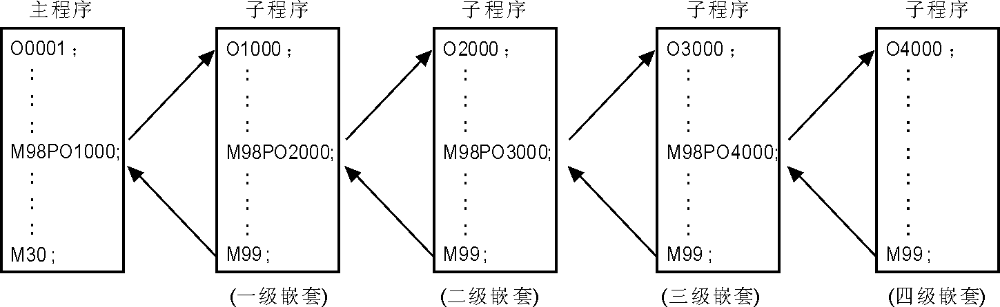 主程序
O0001;
M98PO1000;
M30;
子程序
O1000;
M98PO2000;
M99;
(一级嵌套)
子程序
O2000;
M98PO3000;
M99;
(二级嵌套)
子程序
O3000;
M98PO4000;
M99;
(三级嵌套)
子程序
O4000;
M99;
(四级嵌套)